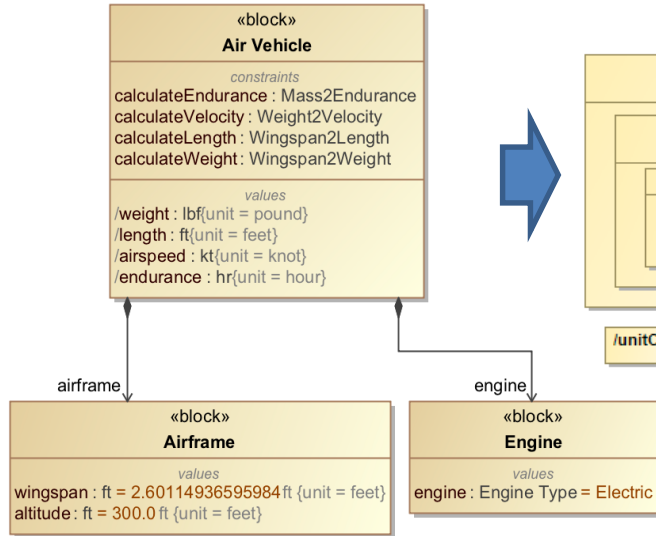 «block»
Air Vehicle
constraints
calculateEndurance : Mass2Endurance
calculateVelocity : Weight2Velocity
calculateLength : Wingspan2Length
calculateWeight : Wingspan2Weight
values
/weight : lbf{unit = pound}
/length : ft{unit = feet}
/airspeed : kt{unit = knot}
/endurance : hr{unit = hour}
airframe
engine
«block»
Airframe
values
wingspan : ft = 2.60114936595984 ft {unit = feet}
altitude : ft = 300.0 ft {unit = feet}
«block»
Engine
values
engine : Engine Type = Electric